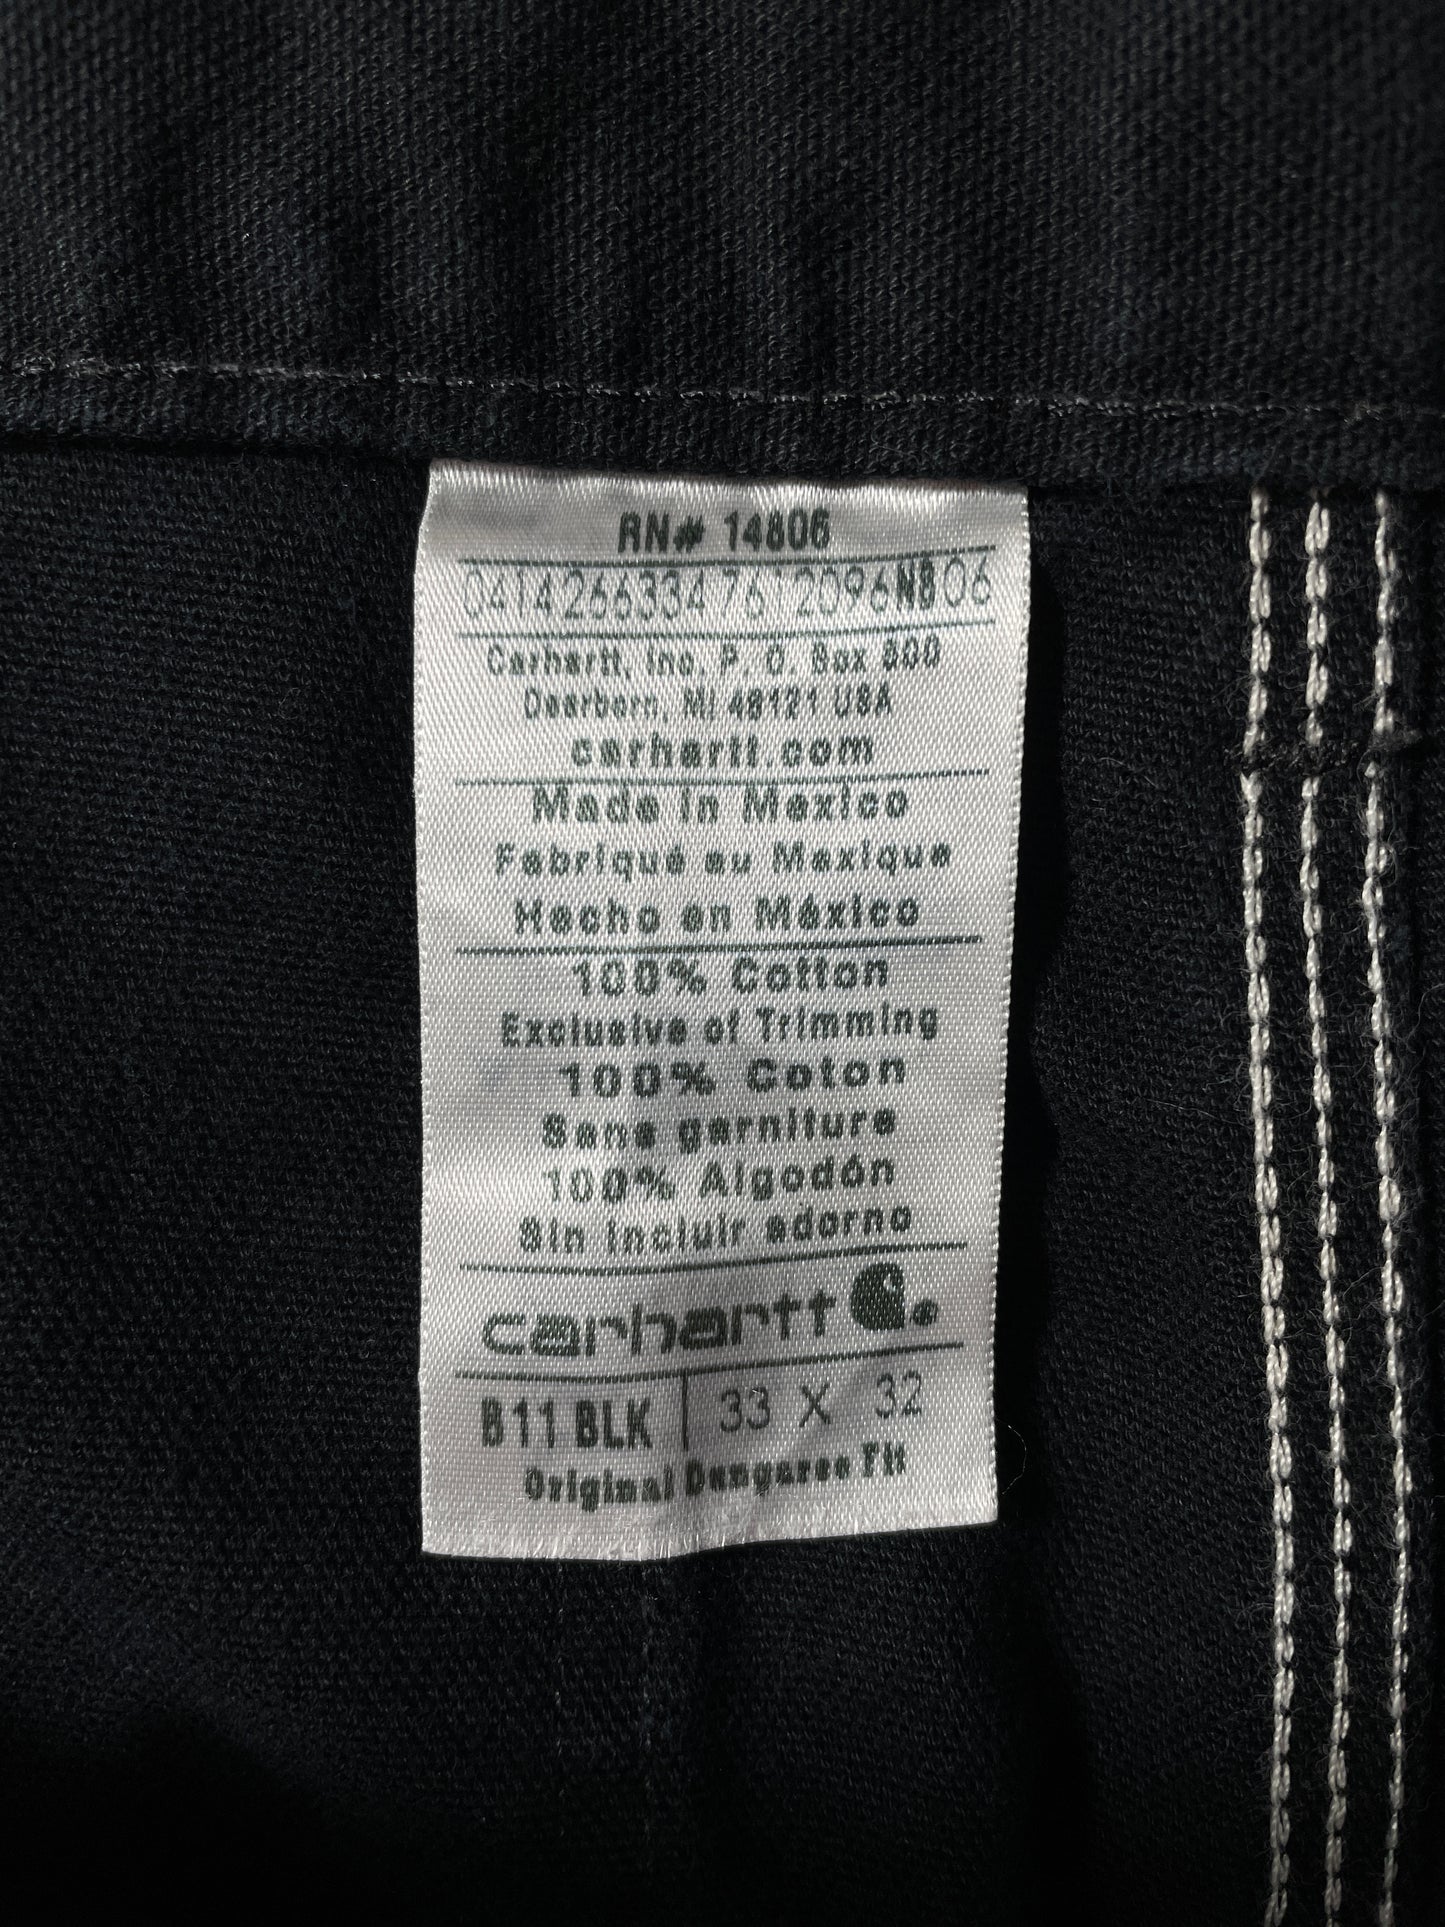 RN# 14806
0414266334 7612096NB06
Carhartt, Inc. P. O. Box 600
Dearborn, MI 48121 USA
carhartt.com
Made in Mexico
Fabriqué au Mexique
Hecho en México
100% Cotton
Exclusive of Trimming
100% Coton
Sans garniture
100% Algodón
Sin incluir adorno
carhartt
B11 BLK 33 X 32
Original Dungaree Fit